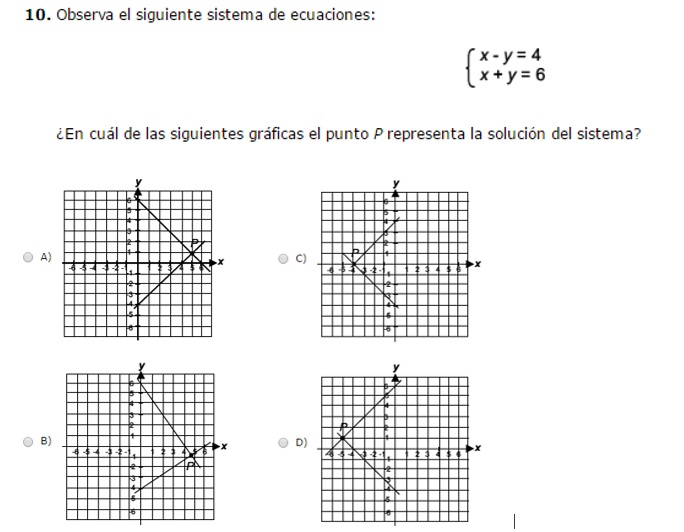 10. Observa el siguiente sistema de ecuaciones:
x - y = 4
x + y = 6
¿En cuál de las siguientes gráficas el punto P representa la solución del sistema?
A)
y
x
P
C)
y
x
P
B)
y
x
P
D)
y
x
P